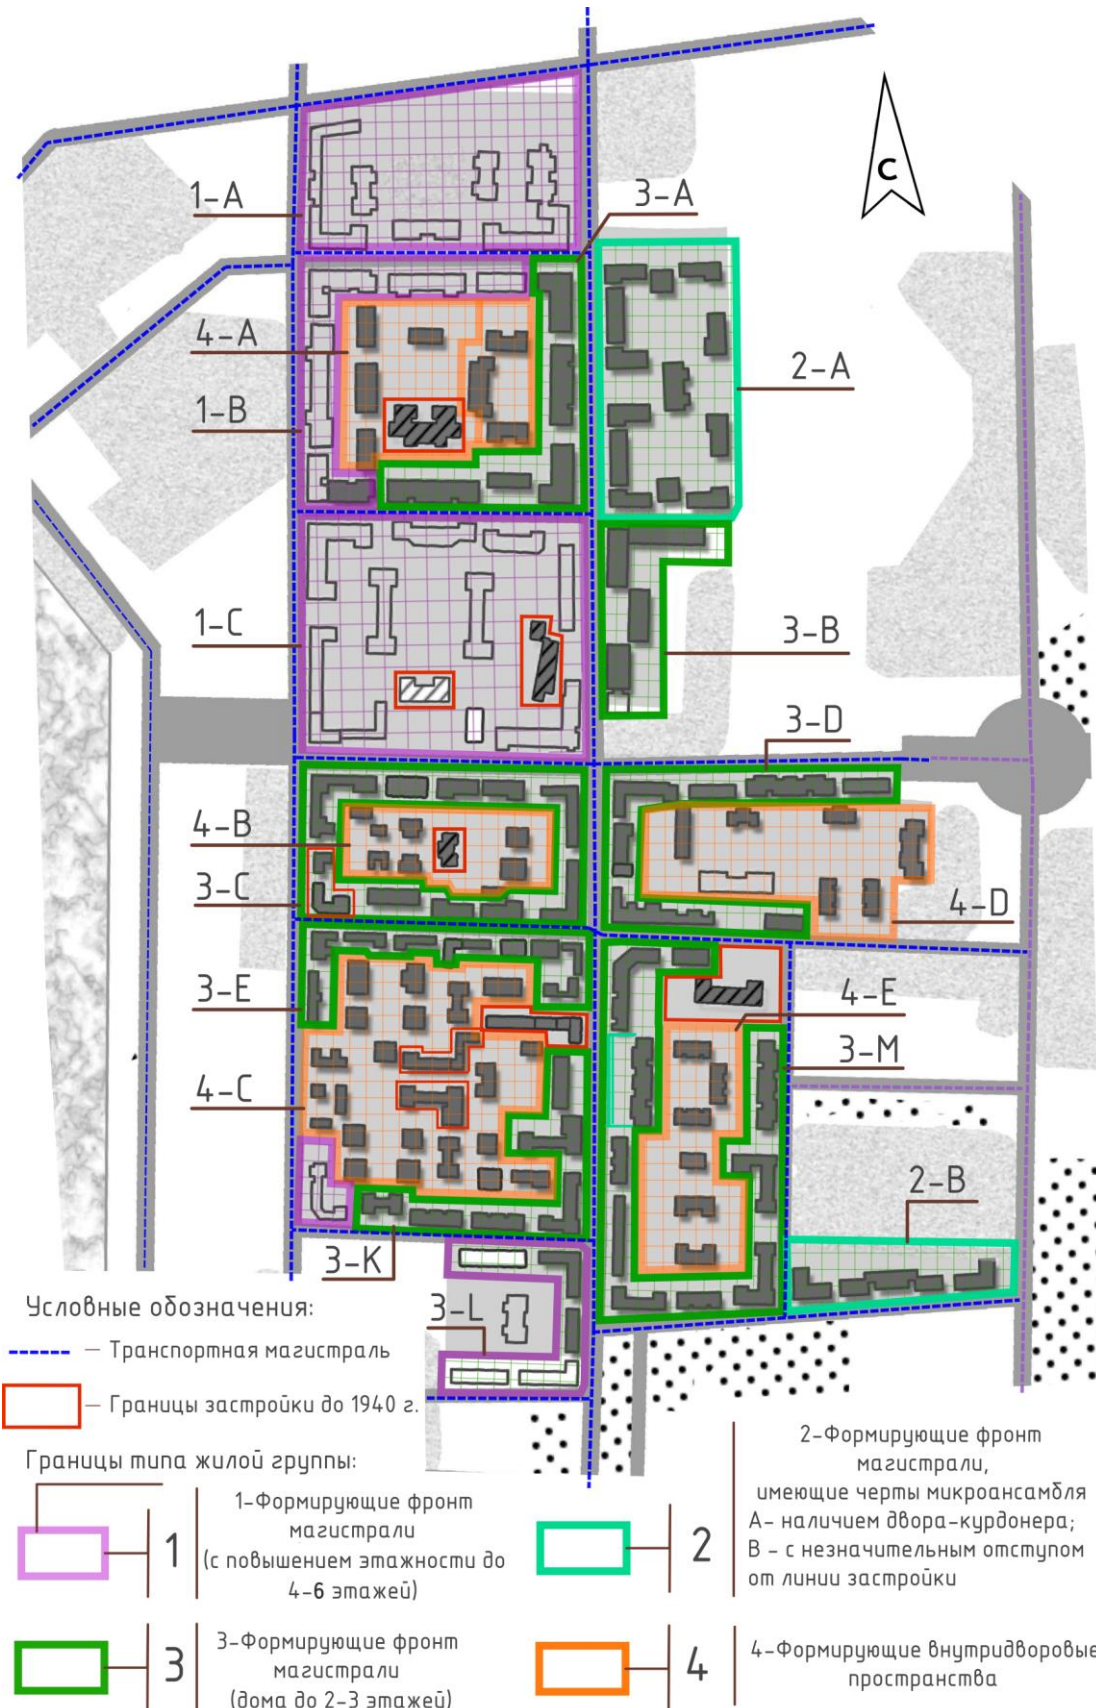 С
1-А
3-А
4-А
2-А
1-В
1-С
3-В
3-D
4-В
3-С
4-D
3-Е
4-Е
3-М
4-С
2-В
3-К
3-L
Условные обозначения:
– Транспортная магистраль
– Границы застройки до 1940 г.
Границы типа жилой группы:
1
1-Формирующие фронт
магистрали
(с повышением этажности до
4-6 этажей)
2
2-Формирующие фронт
магистрали,
имеющие черты микроансамбля
А- наличием двора-курдонера;
В - с незначительным отступом
от линии застройки
3
3-Формирующие фронт
магистрали
(дома до 2-3 этажей)
4
4-Формирующие внутридворовые
пространства